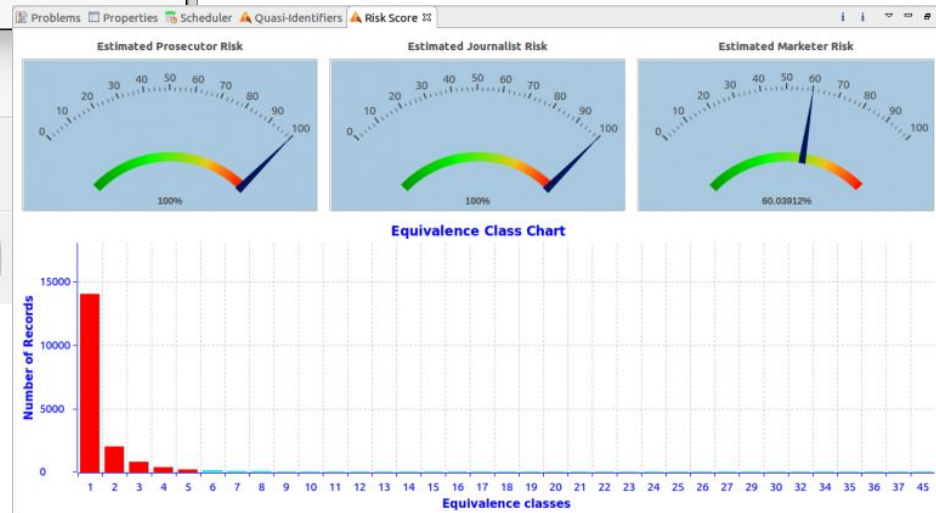 Problems Properties Scheduler Quasi-Identifiers Risk Score
Estimated Prosecutor Risk Estimated Journalist Risk Estimated Marketer Risk
0 10 20 30 40 50 60 70 80 90 100
100%
0 10 20 30 40 50 60 70 80 90 100
100%
0 10 20 30 40 50 60 70 80 90 100
60.03912%
Equivalence Class Chart
Number of Records
15000
10000
5000
0
1 2 3 4 5 6 7 8 9 10 11 12 13 14 15 16 17 20 21 22 23 24 25 26 27 29 30 32 34 35 36 37 45
Equivalence classes